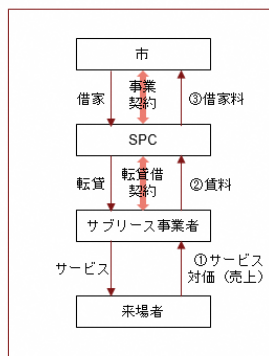 市
借家
事業
契約
③借家料
SPC
転貸
転貸借
契約
②賃料
サブリース事業者
サービス
①サービス
対価（売上）
来場者